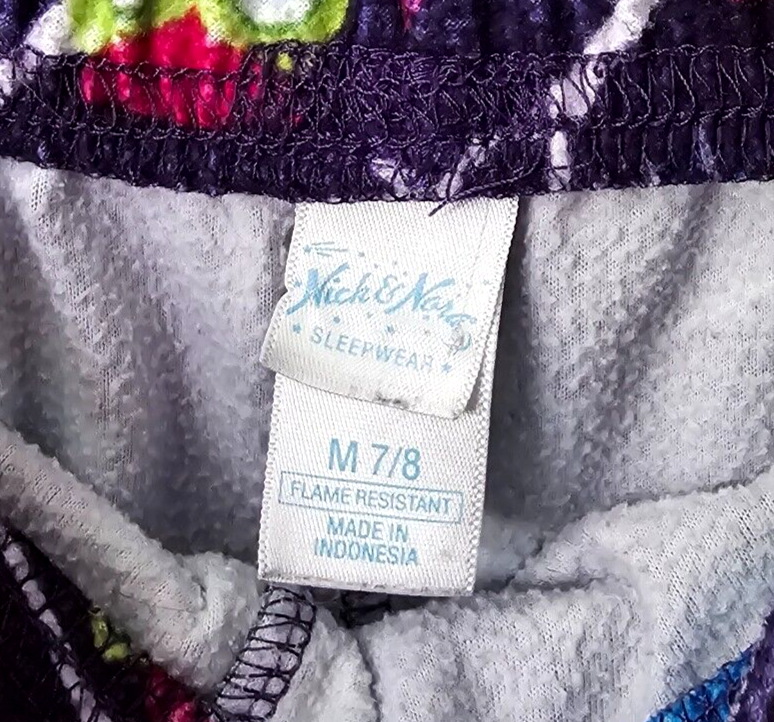 Nick & Nora
SLEEPWEAR
M 7/8
FLAME RESISTANT
MADE IN
INDONESIA